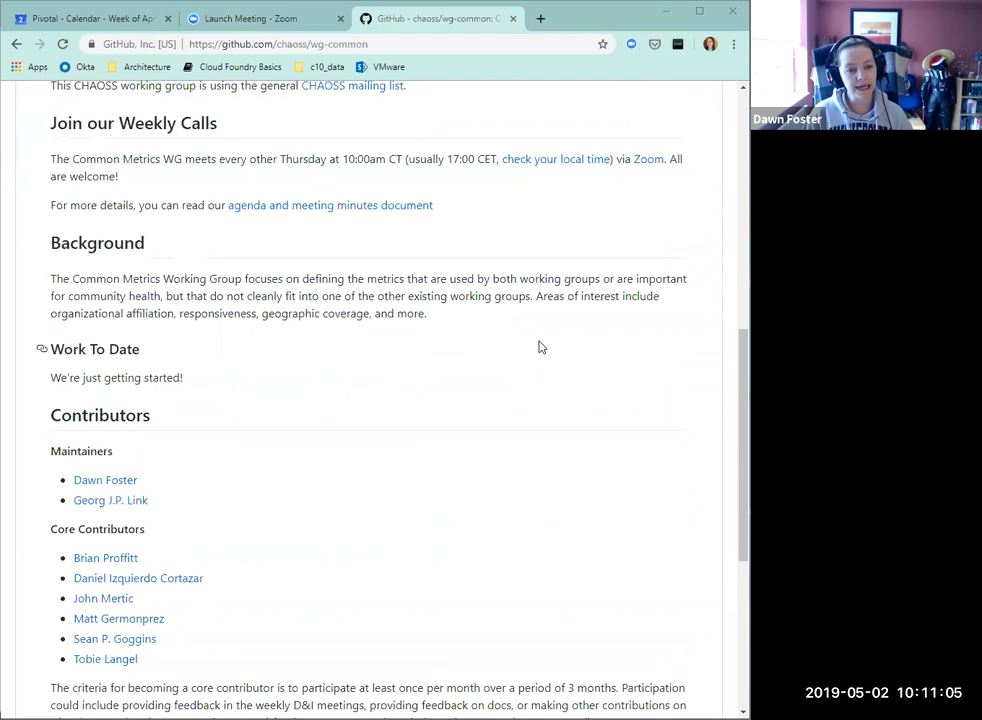 Pivotal - Calendar - Week of Ap
Launch Meeting - Zoom
GitHub - chaoss/wg-common: C
GitHub, Inc. [US] | https://github.com/chaoss/wg-common
Apps Okta Architecture Cloud Foundry Basics c10_data VMware
This CHAOSS working group is using the general CHAOSS mailing list.
Join our Weekly Calls
The Common Metrics WG meets every other Thursday at 10:00am CT (usually 17:00 CET, check your local time) via Zoom. All
are welcome!
For more details, you can read our agenda and meeting minutes document
Background
The Common Metrics Working Group focuses on defining the metrics that are used by both working groups or are important
for community health, but that do not cleanly fit into one of the other existing working groups. Areas of interest include
organizational affiliation, responsiveness, geographic coverage, and more.
Work To Date
We're just getting started!
Contributors
Maintainers
Dawn Foster
Georg J.P. Link
Core Contributors
Brian Proffitt
Daniel Izquierdo Cortazar
John Mertic
Matt Germonprez
Sean P. Goggins
Tobie Langel
The criteria for becoming a core contributor is to participate at least once per month over a period of 3 months. Participation
could include providing feedback in the weekly D&I meetings, providing feedback on docs, or making other contributions on
Dawn Foster
2019-05-02 10:11:05